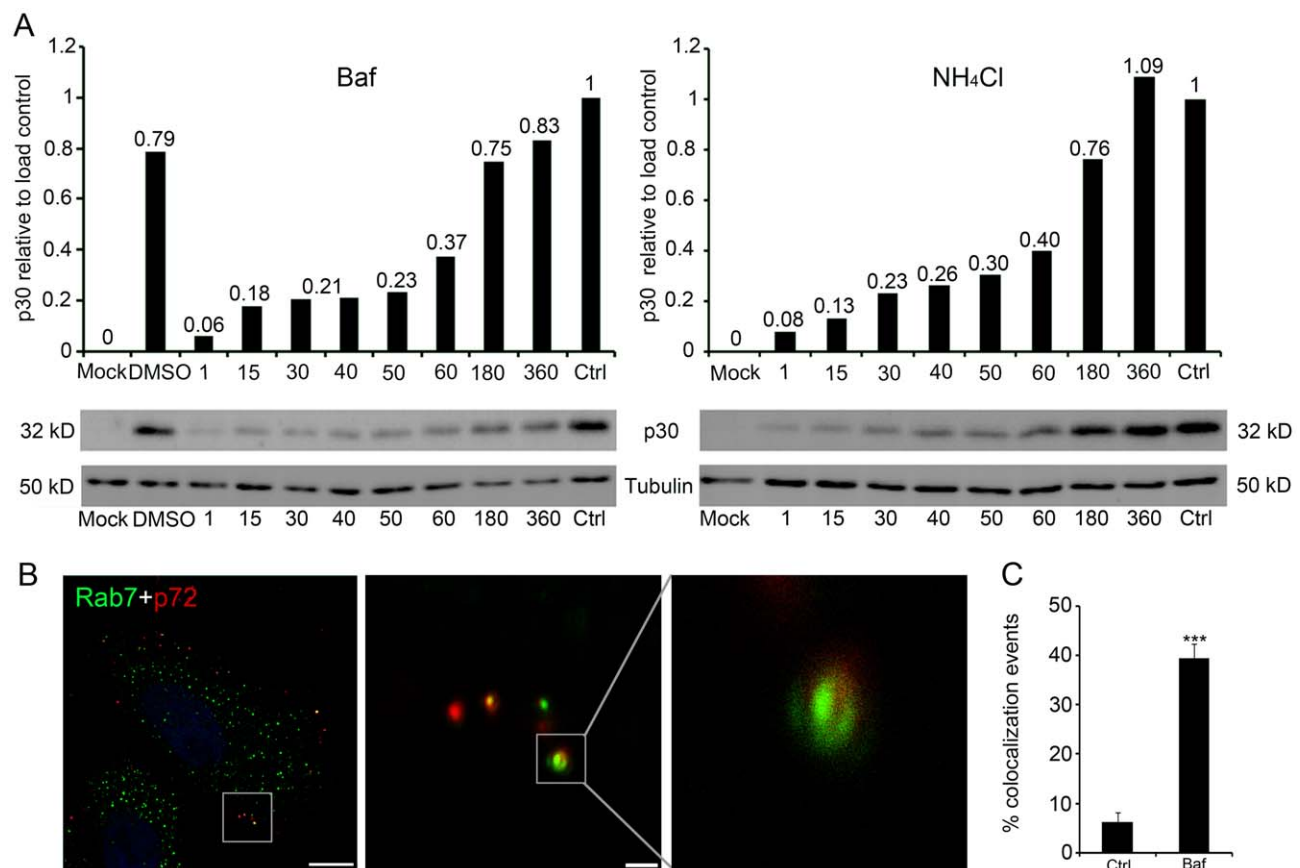 A
Baf
NH₄Cl
p30 relative to load control
1.2
1
0.8
0.6
0.4
0.2
0
0
0.79
0.06
0.18
0.21
0.23
0.37
0.75
0.83
1
Mock DMSO 1 15 30 40 50 60 180 360 Ctrl
p30 relative to load control
1.2
1
0.8
0.6
0.4
0.2
0
0
0.08
0.13
0.23
0.26
0.30
0.40
0.76
1.09
1
Mock 1 15 30 40 50 60 180 360 Ctrl
32 kD
p30
32 kD
50 kD
Tubulin
50 kD
Mock DMSO 1 15 30 40 50 60 180 360 Ctrl
Mock 1 15 30 40 50 60 180 360 Ctrl
B
Rab7+p72
C
% colocalization events
50
40
30
20
10
0
***
Ctrl Baf